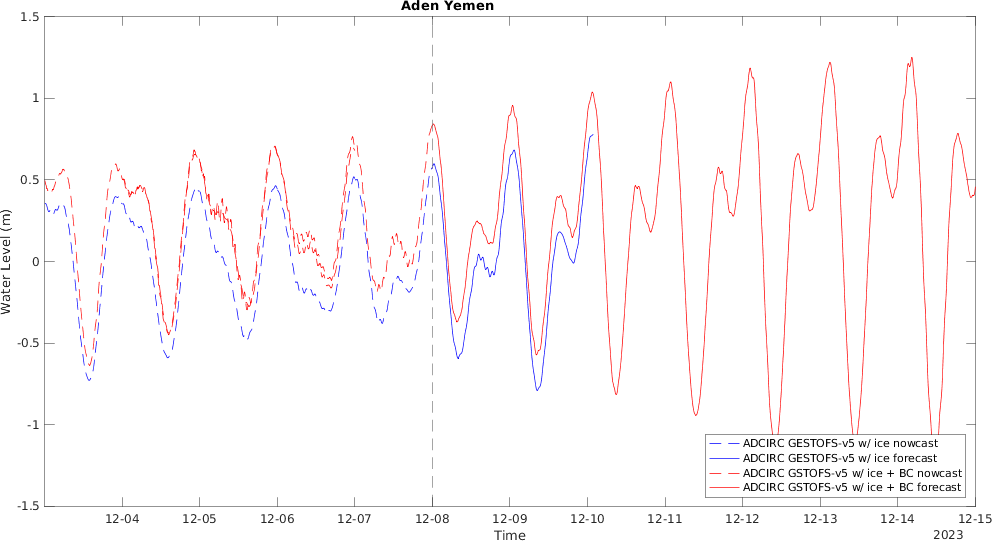 Aden Yemen
1.5
1
0.5
0
-0.5
-1
-1.5
Water Level (m)
12-04 12-05 12-06 12-07 12-08 12-09 12-10 12-11 12-12 12-13 12-14 12-15
Time
2023
ADCIRC GESTOFS-v5 w/ ice nowcast
ADCIRC GESTOFS-v5 w/ ice forecast
ADCIRC GSTOFS-v5 w/ ice + BC nowcast
ADCIRC GSTOFS-v5 w/ ice + BC forecast